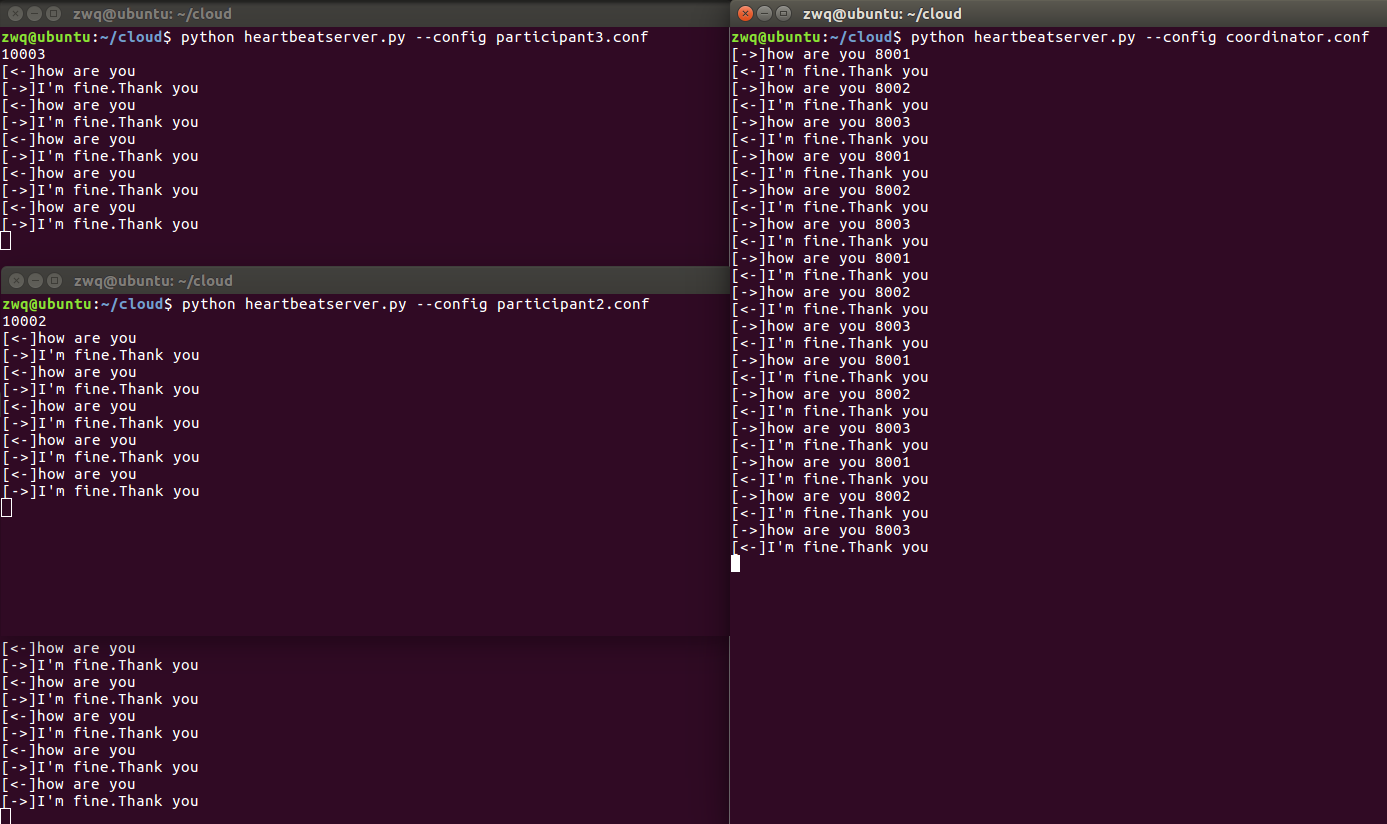 zwq@ubuntu: ~/cloud
zwq@ubuntu:~/cloud$ python heartbeatserver.py --config participant3.conf
10003
[<-]how are you
[->]I'm fine.Thank you
[<-]how are you
[->]I'm fine.Thank you
[<-]how are you
[->]I'm fine.Thank you
[<-]how are you
[->]I'm fine.Thank you
[<-]how are you
[->]I'm fine.Thank you
zwq@ubuntu: ~/cloud
zwq@ubuntu:~/cloud$ python heartbeatserver.py --config participant2.conf
10002
[<-]how are you
[->]I'm fine.Thank you
[<-]how are you
[->]I'm fine.Thank you
[<-]how are you
[->]I'm fine.Thank you
[<-]how are you
[->]I'm fine.Thank you
[<-]how are you
[->]I'm fine.Thank you
[<-]how are you
[->]I'm fine.Thank you
[<-]how are you
[->]I'm fine.Thank you
[<-]how are you
[->]I'm fine.Thank you
[<-]how are you
[->]I'm fine.Thank you
[<-]how are you
[->]I'm fine.Thank you
zwq@ubuntu: ~/cloud
zwq@ubuntu:~/cloud$ python heartbeatserver.py --config coordinator.conf
[->]how are you 8001
[<-]I'm fine.Thank you
[->]how are you 8002
[<-]I'm fine.Thank you
[->]how are you 8003
[<-]I'm fine.Thank you
[->]how are you 8001
[<-]I'm fine.Thank you
[->]how are you 8002
[<-]I'm fine.Thank you
[->]how are you 8003
[<-]I'm fine.Thank you
[->]how are you 8001
[<-]I'm fine.Thank you
[->]how are you 8002
[<-]I'm fine.Thank you
[->]how are you 8003
[<-]I'm fine.Thank you
[->]how are you 8001
[<-]I'm fine.Thank you
[->]how are you 8002
[<-]I'm fine.Thank you
[->]how are you 8003
[<-]I'm fine.Thank you
[->]how are you 8001
[<-]I'm fine.Thank you
[->]how are you 8002
[<-]I'm fine.Thank you
[->]how are you 8003
[<-]I'm fine.Thank you